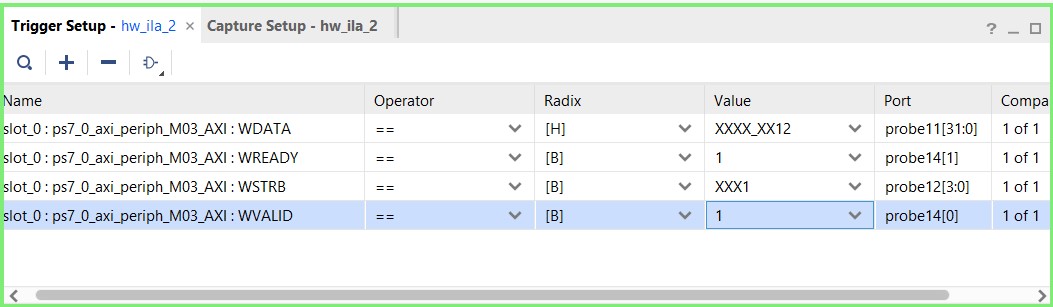 Trigger Setup - hw_ila_2 × Capture Setup - hw_ila_2 ?
Name Operator Radix Value Port Compa
slot_0 : ps7_0_axi_periph_M03_AXI : WDATA == [H] XXXX_XX12 probe11[31:0] 1 of 1
slot_0 : ps7_0_axi_periph_M03_AXI : WREADY == [B] 1 probe14[1] 1 of 1
slot_0 : ps7_0_axi_periph_M03_AXI : WSTRB == [B] XXX1 probe12[3:0] 1 of 1
slot_0 : ps7_0_axi_periph_M03_AXI : WVALID == [B] 1 probe14[0] 1 of 1